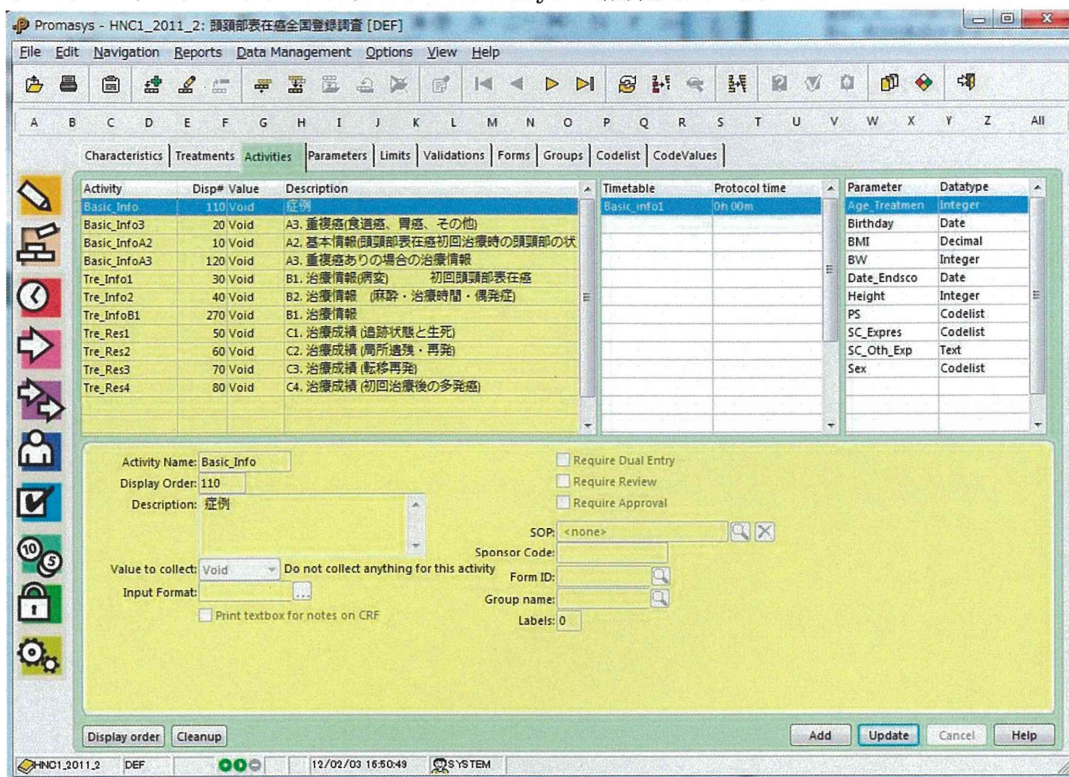 Promasys - HNC1_2011_2: 頭頸部表在癌全国登録調査 [DEF]
File Edit Navigation Reports Data Management Options View Help
A B C D E F G H I J K L M N O P Q R S T U V W X Y Z All
Characteristics Treatments Activities Parameters Limits Validations Forms Groups Codelist CodeValues
Activity Disp# Value Description Timetable Protocol time Parameter Datatype
Basic_Info 110 Void 症例 Basic_info1 0h 00m Age_Treatmen Integer
Basic_Info3 20 Void A3. 重複癌(食道癌、胃癌、その他) Birthday Date
Basic_InfoA2 10 Void A2. 基本情報(頭頸部表在癌初回治療時の頭頸部の状 BMI Decimal
Basic_InfoA3 120 Void A3. 重複癌ありの場合の治療情報 BW Integer
Tre_Info1 30 Void B1. 治療情報(病変) 初回頭頸部表在癌 Date_Endsco Date
Tre_Info2 40 Void B2. 治療情報 (麻酔・治療時間・偶発症) Height Integer
Tre_InfoB1 270 Void B1. 治療情報 PS Codelist
Tre_Res1 50 Void C1. 治療成績 (追跡状態と生死) SC_Expres Codelist
Tre_Res2 60 Void C2. 治療成績 (局所遺残・再発) SC_Oth_Exp Text
Tre_Res3 70 Void C3. 治療成績 (転移再発) Sex Codelist
Tre_Res4 80 Void C4. 治療成績 (初回治療後の多発癌)
Activity Name: Basic_Info Require Dual Entry
Display Order: 110 Require Review
Description: 症例 Require Approval
SOP: <none>
Sponsor Code:
Value to collect: Void Do not collect anything for this activity Form ID:
Input Format: ... Group name:
Print textbox for notes on CRF Labels: 0
Display order Cleanup Add Update Cancel Help
HNC1_2011_2 DEF 12/02/03 16:50:49 SYSTEM